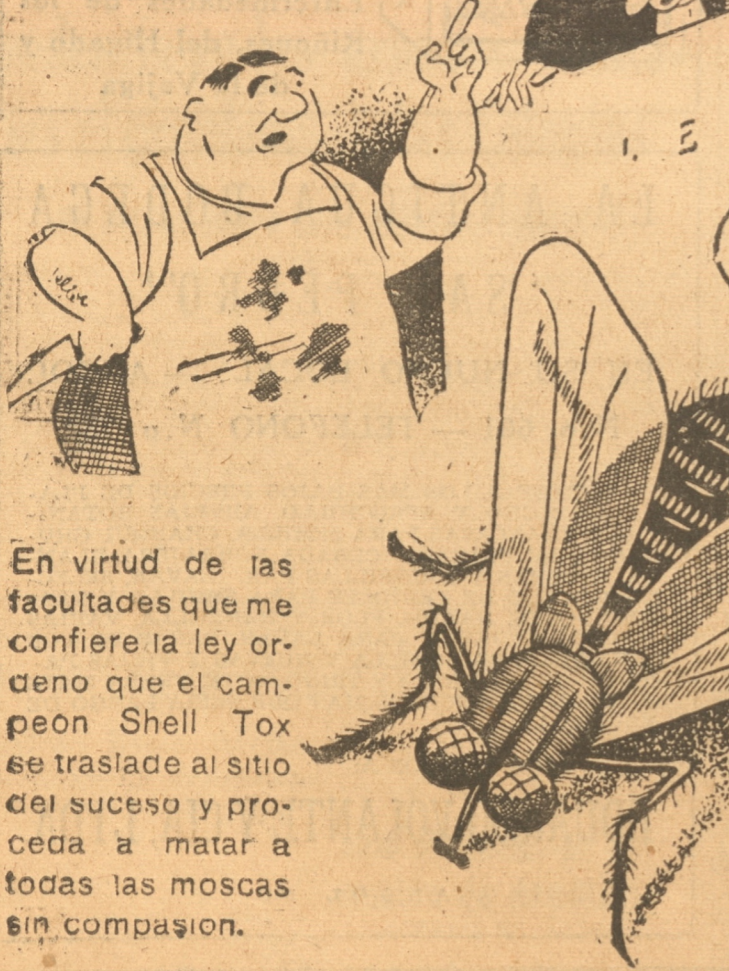 I. E
En virtud de las
facultades que me
confiere la ley or-
deno que el cam-
peon Shell Tox
se traslade al sitio
del suceso y pro-
ceda a matar a
todas las moscas
sin compasion.